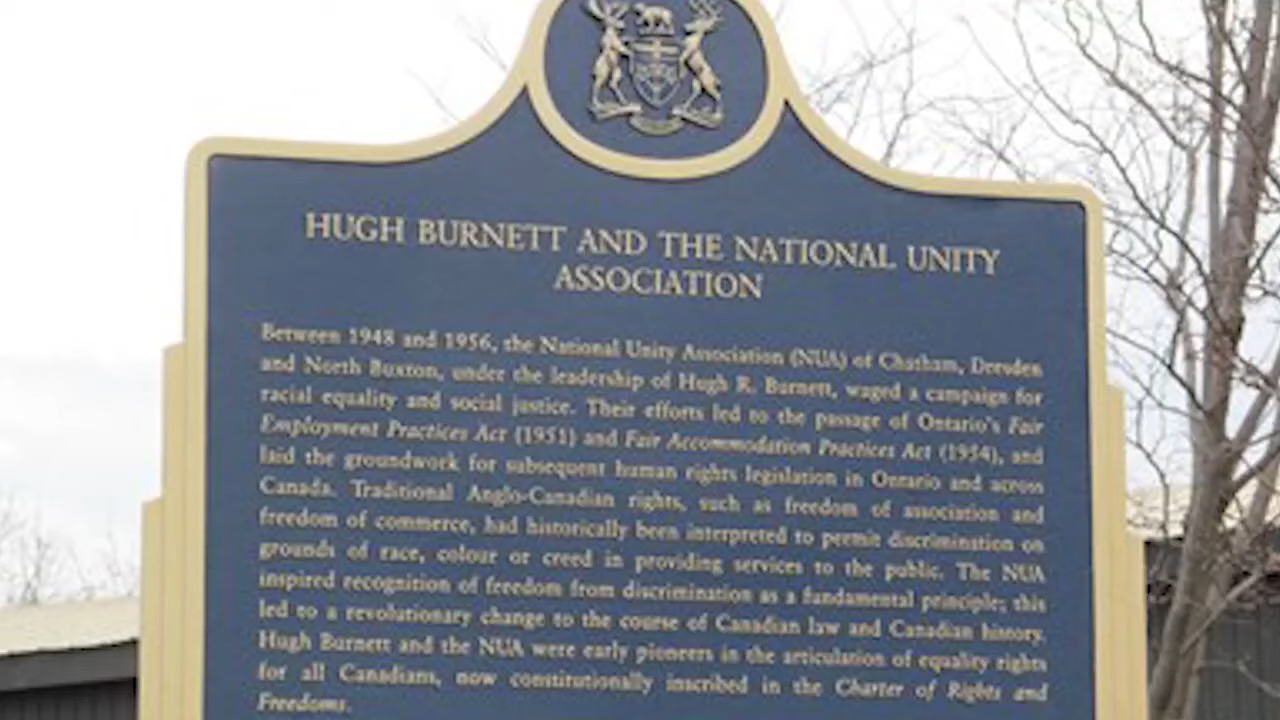 HUGH BURNETT AND THE NATIONAL UNITY
ASSOCIATION
Between 1948 and 1956, the National Unity Association (NUA) of Chatham, Dresden
and North Buxton, under the leadership of Hugh R. Burnett, waged a campaign for
racial equality and social justice. Their efforts led to the passage of Ontario's Fair
Employment Practices Act (1951) and Fair Accommodation Practices Act (1954), and
laid the groundwork for subsequent human rights legislation in Ontario and across
Canada. Traditional Anglo-Canadian rights, such as freedom of association and
freedom of commerce, had historically been interpreted to permit discrimination on
grounds of race, colour or creed in providing services to the public. The NUA
inspired recognition of freedom from discrimination as a fundamental principle; this
led to a revolutionary change to the course of Canadian law and Canadian history.
Hugh Burnett and the NUA were early pioneers in the articulation of equality rights
for all Canadians, now constitutionally inscribed in the Charter of Rights and
Freedoms.